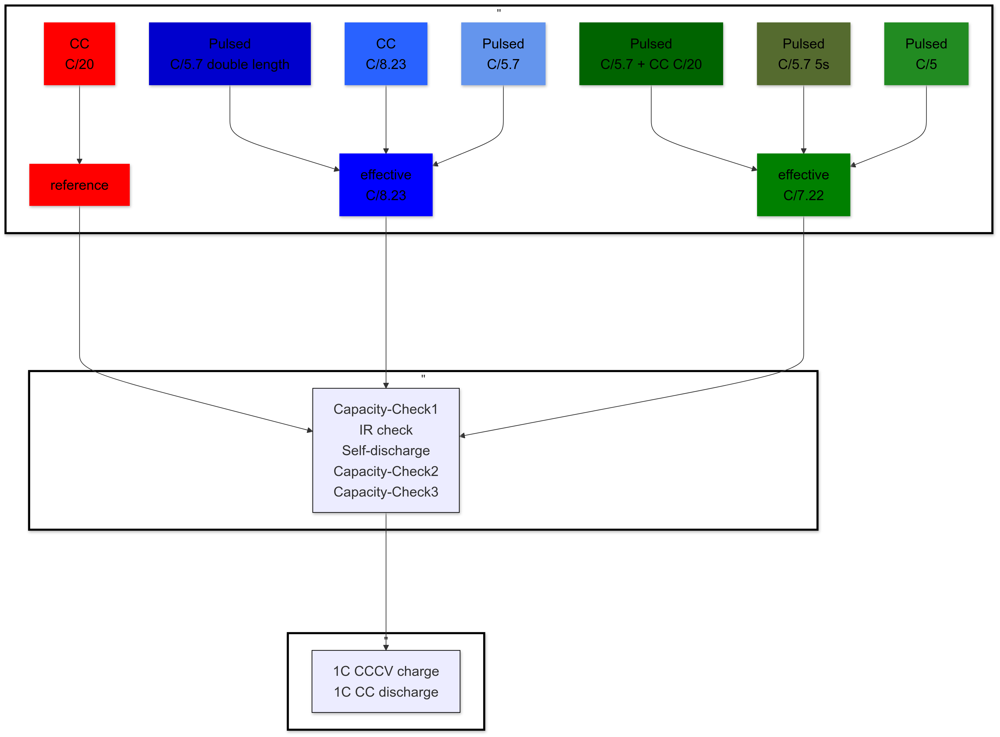 "
CC
C/20
Pulsed
C/5.7 double length
CC
C/8.23
Pulsed
C/5.7
Pulsed
C/5.7 + CC C/20
Pulsed
C/5.7 5s
Pulsed
C/5
reference
effective
C/8.23
effective
C/7.22
"
Capacity-Check1
IR check
Self-discharge
Capacity-Check2
Capacity-Check3
"
1C CCCV charge
1C CC discharge